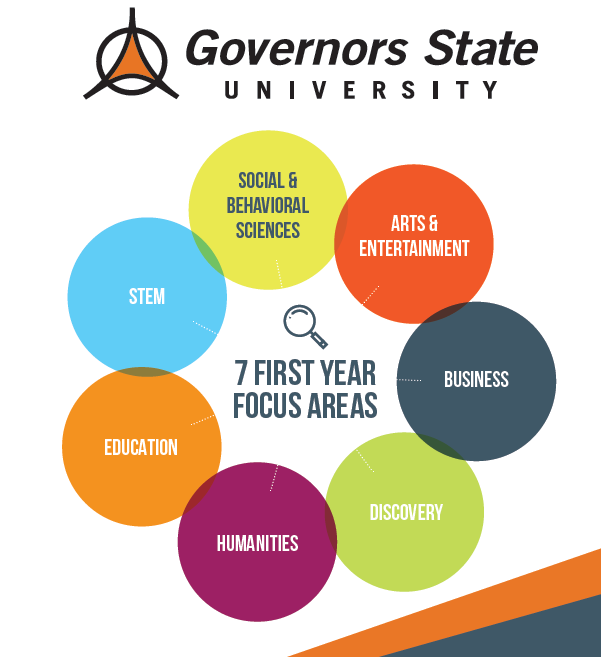 Governors State
UNIVERSITY
SOCIAL &
BEHAVIORAL
SCIENCES
ARTS &
ENTERTAINMENT
STEM
7 FIRST YEAR
FOCUS AREAS
BUSINESS
EDUCATION
DISCOVERY
HUMANITIES